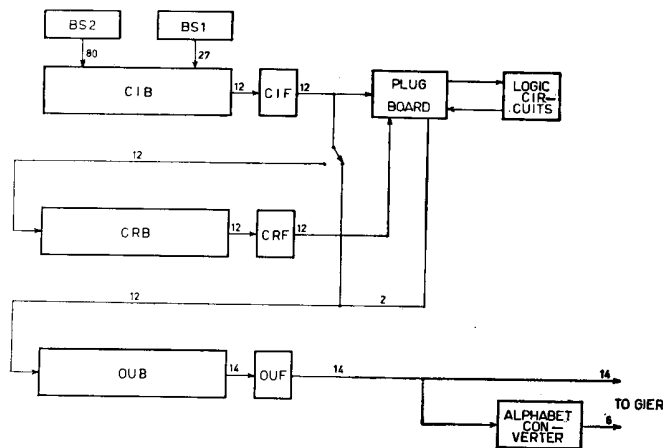 BS2
BS1
80
27
CIB
12
CIF
12
PLUG
BOARD
LOGIC
CIR-
CUITS
12
CRB
12
CRF
12
12
2
OUB
14
OUF
14
14
TO GIER
ALPHABET
CON-
VERTER
6